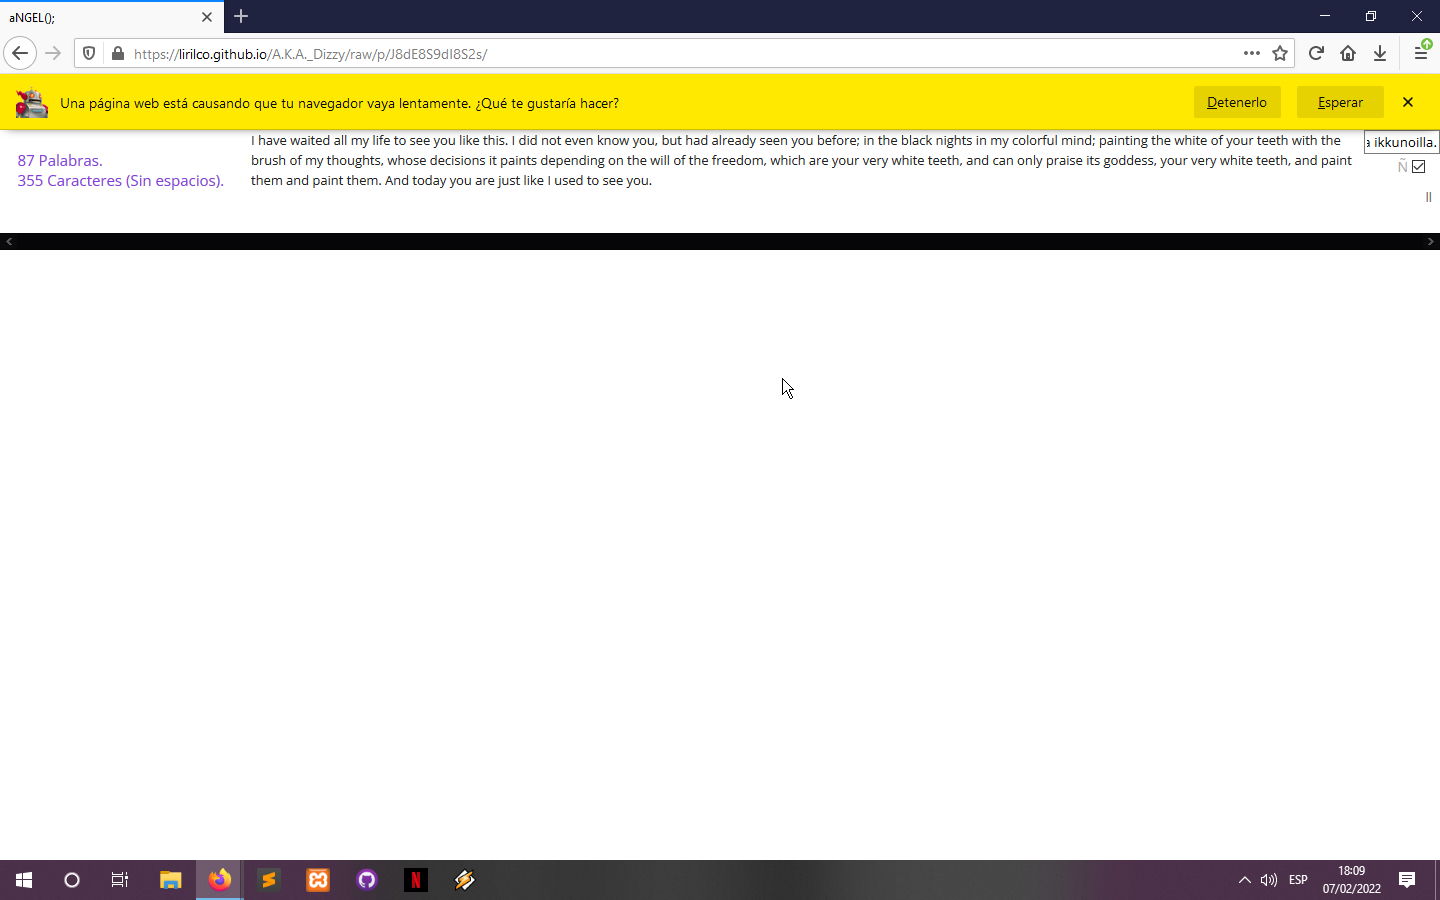 aNGEL();
https://lirilco.github.io/A.K.A._Dizzy/raw/p/J8dE8S9dI8S2s/
Una página web está causando que tu navegador vaya lentamente. ¿Qué te gustaría hacer?
Detenerlo
Esperar
87 Palabras.
355 Caracteres (Sin espacios).
I have waited all my life to see you like this. I did not even know you, but had already seen you before; in the black nights in my colorful mind; painting the white of your teeth with the
brush of my thoughts, whose decisions it paints depending on the will of the freedom, which are your very white teeth, and can only praise its goddess, your very white teeth, and paint
them and paint them. And today you are just like I used to see you.
a ikkunoilla.
Ñ
||
ESP
18:09
07/02/2022